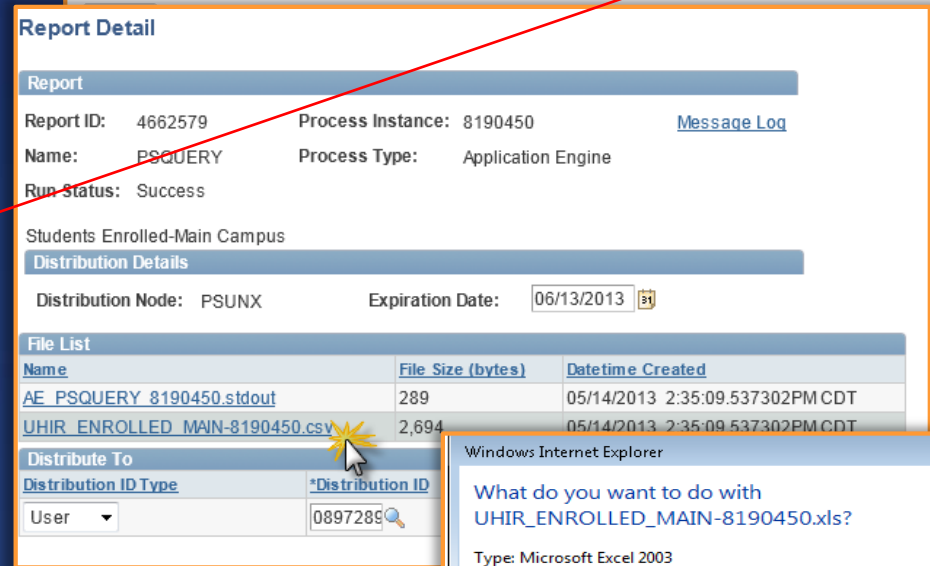 Report Detail
Report
Report ID: 4662579 Process Instance: 8190450 Message Log
Name: PSQUERY Process Type: Application Engine
Run Status: Success
Students Enrolled-Main Campus
Distribution Details
Distribution Node: PSUNX Expiration Date: 06/13/2013 31
File List
Name File Size (bytes) Datetime Created
AE_PSQUERY_8190450.stdout 289 05/14/2013 2:35:09.537302PM CDT
UHIR_ENROLLED_MAIN-8190450.csv 2,694 05/14/2013 2:35:09.537302PM CDT
Distribute To
Distribution ID Type *Distribution ID
User 0897289
Windows Internet Explorer
What do you want to do with
UHIR_ENROLLED_MAIN-8190450.xls?
Type: Microsoft Excel 2003